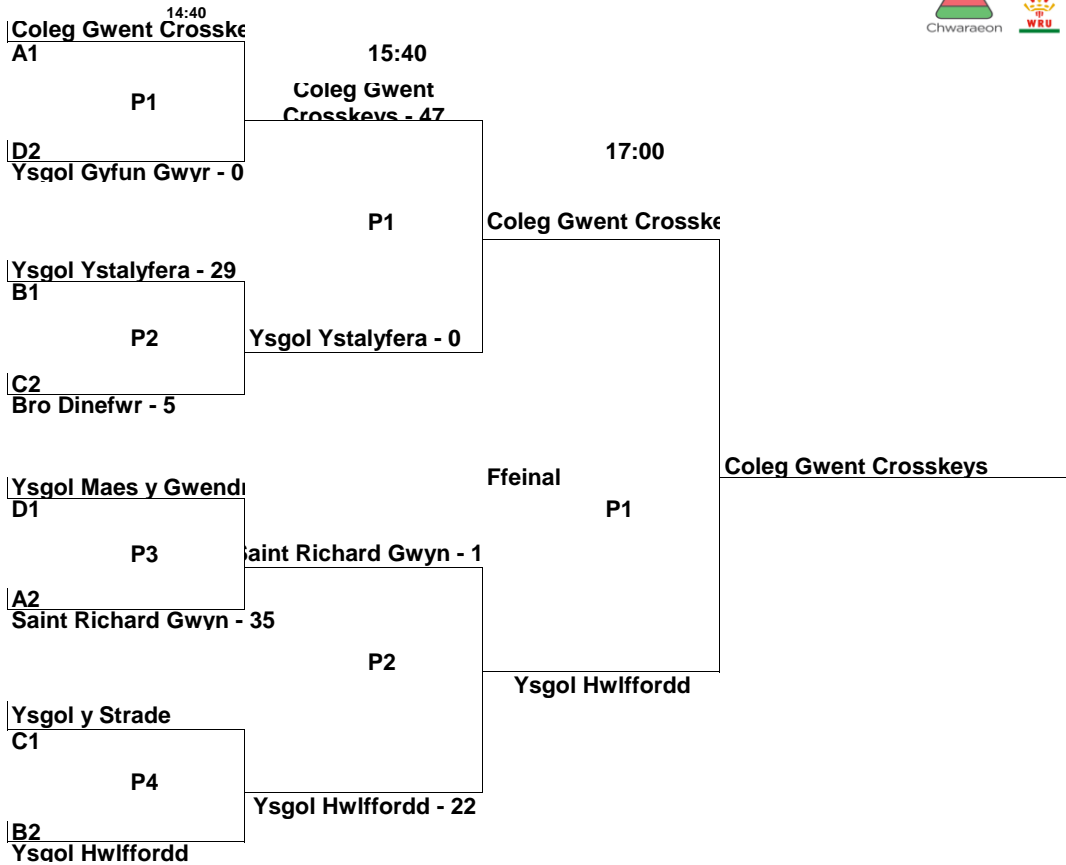 14:40
Coleg Gwent Crosske
A1
15:40
P1
Coleg Gwent
Crosskeys - 47
D2
Ysgol Gyfun Gwyr - 0
17:00
P1
Coleg Gwent Crosske
Ysgol Ystalyfera - 29
B1
P2
Ysgol Ystalyfera - 0
C2
Bro Dinefwr - 5
Ysgol Maes y Gwend
D1
Ffeinal
P1
Coleg Gwent Crosskeys
P3
Saint Richard Gwyn - 1
A2
Saint Richard Gwyn - 35
P2
Ysgol Hwlffordd
Ysgol y Strade
C1
P4
Ysgol Hwlffordd - 22
B2
Ysgol Hwlffordd
Chwaraeon
WRU